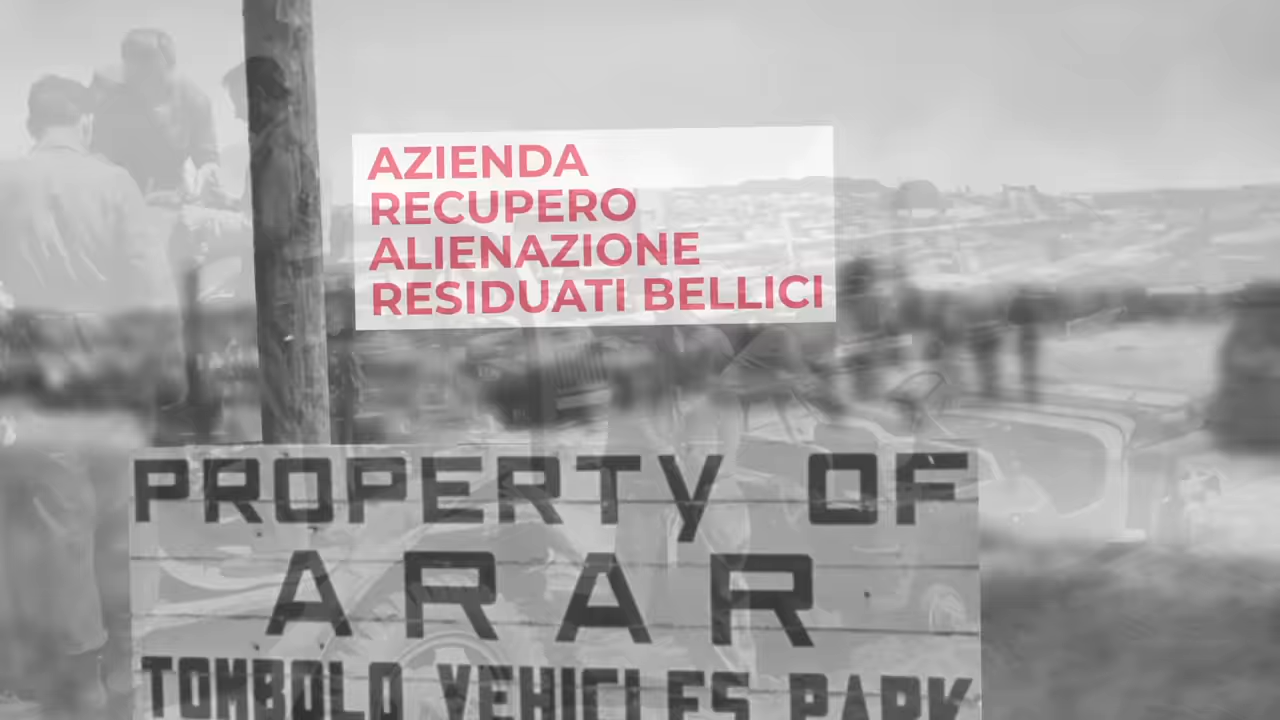 AZIENDA
RECUPERO
ALIENAZIONE
RESIDUATI BELLICI
PROPERTY OF
ARAR
TOMBOLO VEHICLES PARK